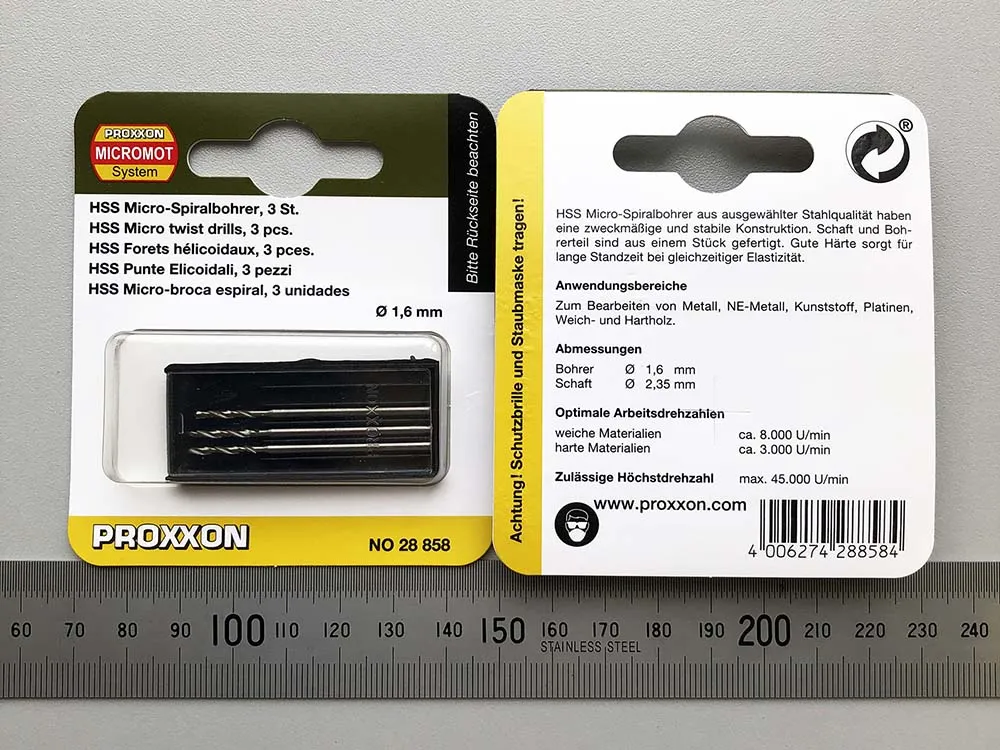 PROXXON
MICROMOT
System
Bitte Rückseite beachten
HSS Micro-Spiralbohrer, 3 St.
HSS Micro twist drills, 3 pcs.
HSS Forets hélicoidaux, 3 pces.
HSS Punte Elicoidali, 3 pezzi
HSS Micro-broca espiral, 3 unidades
Ø 1,6 mm
PROXXON
PROXXON
NO 28 858
Achtung! Schutzbrille und Staubmaske tragen!
®
HSS Micro-Spiralbohrer aus ausgewählter Stahlqualität haben
eine zweckmäßige und stabile Konstruktion. Schaft und Boh-
rerteil sind aus einem Stück gefertigt. Gute Härte sorgt für
lange Standzeit bei gleichzeitiger Elastizität.
Anwendungsbereiche
Zum Bearbeiten von Metall, NE-Metall, Kunststoff, Platinen,
Weich- und Hartholz.
Abmessungen
Bohrer Ø 1,6 mm
Schaft Ø 2,35 mm
Optimale Arbeitsdrehzahlen
weiche Materialien ca. 8.000 U/min
harte Materialien ca. 3.000 U/min
Zulässige Höchstdrehzahl max. 45.000 U/min
www.proxxon.com
4 006274 288584
60 70 80 90 100 110 120 130 140 150 160 170 180 190 200 210 220 230 240
STAINLESS STEEL